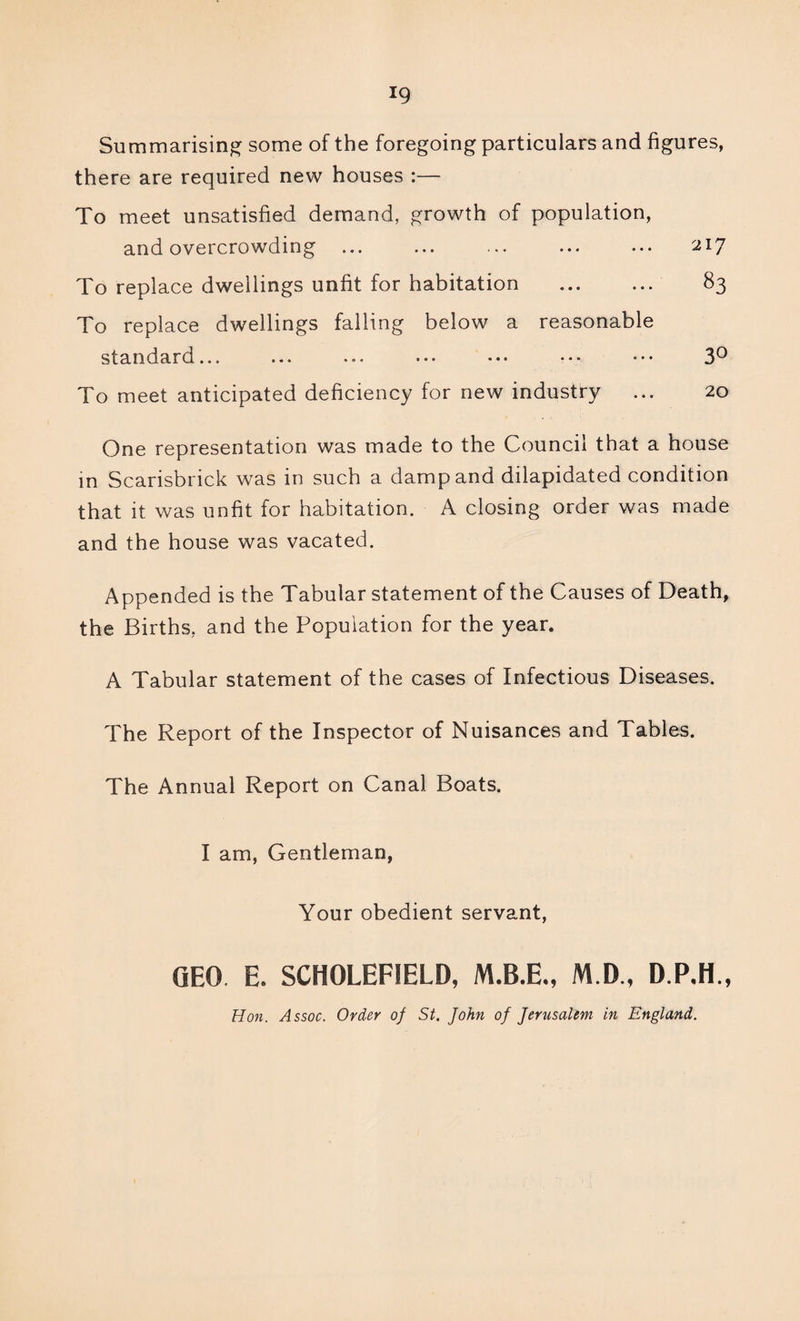 19
Summarising some of the foregoing particulars and figures,
there are required new houses :—
To meet unsatisfied demand, growth of population,
and overcrowding ... ... ... ... ... 217
To replace dwellings unfit for habitation ... ... 83
To replace dwellings falling below a reasonable
standard... ... ... ... ... ... ... 30
To meet anticipated deficiency for new industry ... 20
One representation was made to the Council that a house
in Scarisbrick was in such a damp and dilapidated condition
that it was unfit for habitation. A closing order was made
and the house was vacated.
Appended is the Tabular statement of the Causes of Death,
the Births, and the Population for the year.
A Tabular statement of the cases of Infectious Diseases.
The Report of the Inspector of Nuisances and Tables.
The Annual Report on Canal Boats.
I am, Gentleman,
Your obedient servant,
GEO. E. SCHOLEFIELD, M.B.E., M.D., D.P.H.,
Hon. Assoc. Order of St. John of Jerusalem in England.